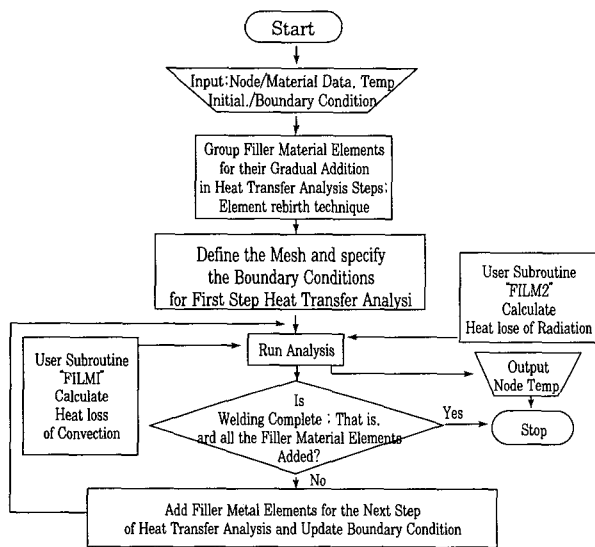 Start
Input:Node/Material Data, Temp
Initial./Boundary Condition
Group Filler Material Elements
for their Gradual Addition
in Heat Transfer Analysis Steps;
Element rebirth technique
Define the Mesh and specify
the Boundary Conditions
for First Step Heat Transfer Analysi
User Subroutine
"FILM2"
Calculate
Heat lose of Radiation
Run Analysis
User Subroutine
"FILM1"
Calculate
Heat loss
of Convection
Output
Node Temp
Is
Welding Complete ; That is,
ard all the Filler Material Elements
Added?
Yes
Stop
No
Add Filler Metal Elements for the Next Step
of Heat Transfer Analysis and Update Boundary Condition